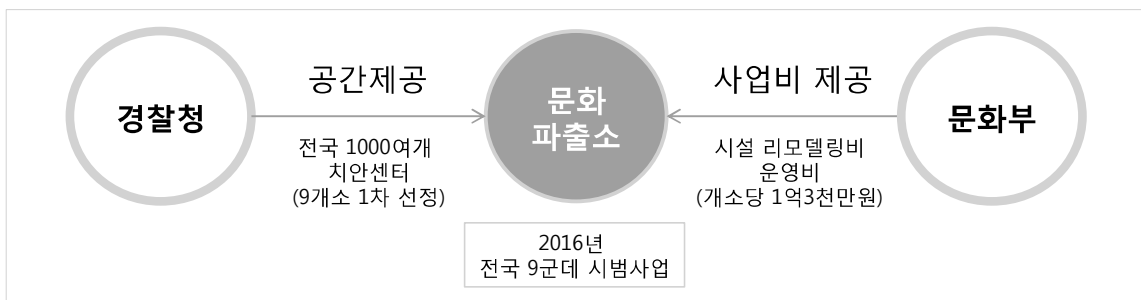 경찰청
공간제공
전국 1000여개
치안센터
(9개소 1차 선정)
문화
파출소
2016년
전국 9군데 시범사업
사업비 제공
시설 리모델링비
운영비
(개소당 1억3천만원)
문화부